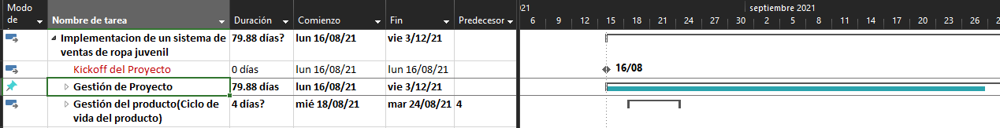 Modo de
Nombre de tarea
Duración
Comienzo
Fin
Predecesor
021
septiembre 2021
6 9 12 15 18 21 24 27 30 2 5 8 11 14 17 20 23 26
Implementacion de un sistema de ventas de ropa juvenil
79.88 días?
lun 16/08/21
vie 3/12/21
Kickoff del Proyecto
0 días
lun 16/08/21
lun 16/08/21
16/08
Gestión de Proyecto
79.88 días
lun 16/08/21
vie 3/12/21
Gestión del producto(Ciclo de vida del producto)
4 días?
mié 18/08/21
mar 24/08/21
4